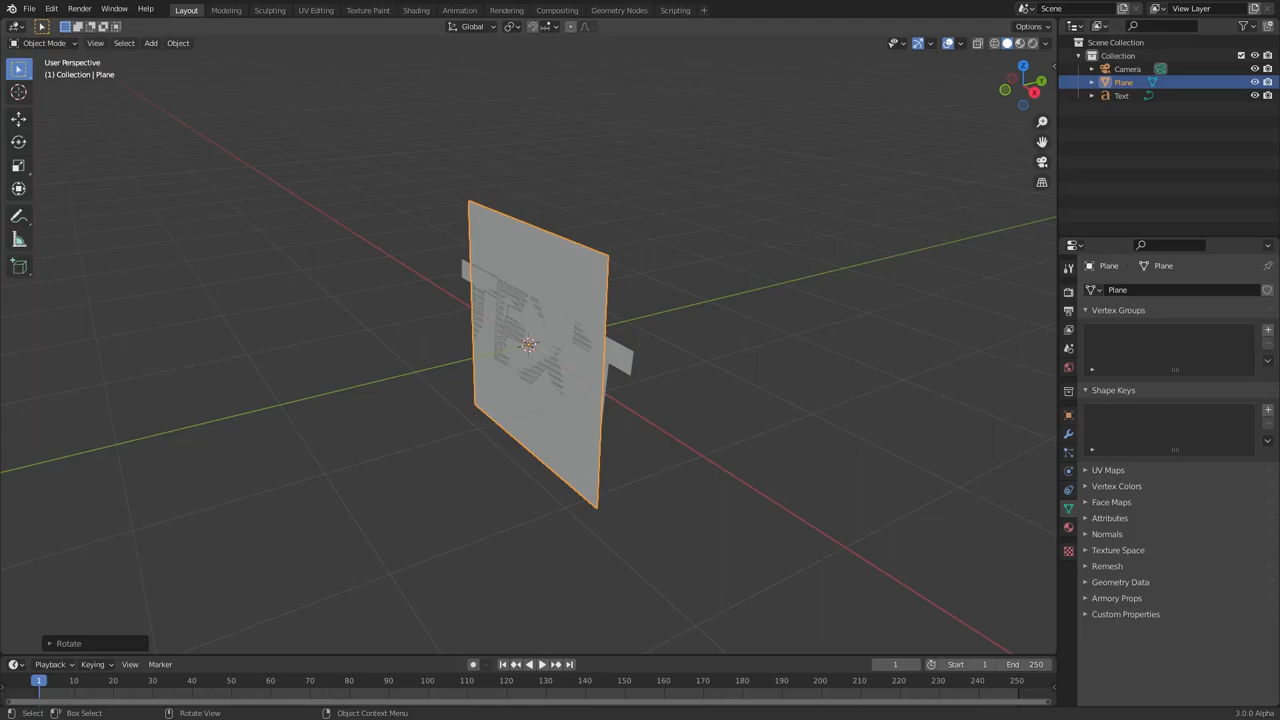 File Edit Render Window Help Layout Modeling Sculpting UV Editing Texture Paint Shading Animation Rendering Compositing Geometry Nodes Scripting Scene View Layer
Global Options
Object Mode View Select Add Object
User Perspective
(1) Collection | Plane
Z
Y
X
Scene Collection
Collection
Camera
Plane
Text
Plane Plane
Plane
Vertex Groups
Shape Keys
UV Maps
Vertex Colors
Face Maps
Attributes
Normals
Texture Space
Remesh
Geometry Data
Armory Props
Custom Properties
Rotate
Playback Keying View Marker 1 Start 1 End 250
1 10 20 30 40 50 60 70 80 90 100 110 120 130 140 150 160 170 180 190 200 210 220 230 240 250
Select Box Select Rotate View Object Context Menu 3.0.0 Alpha